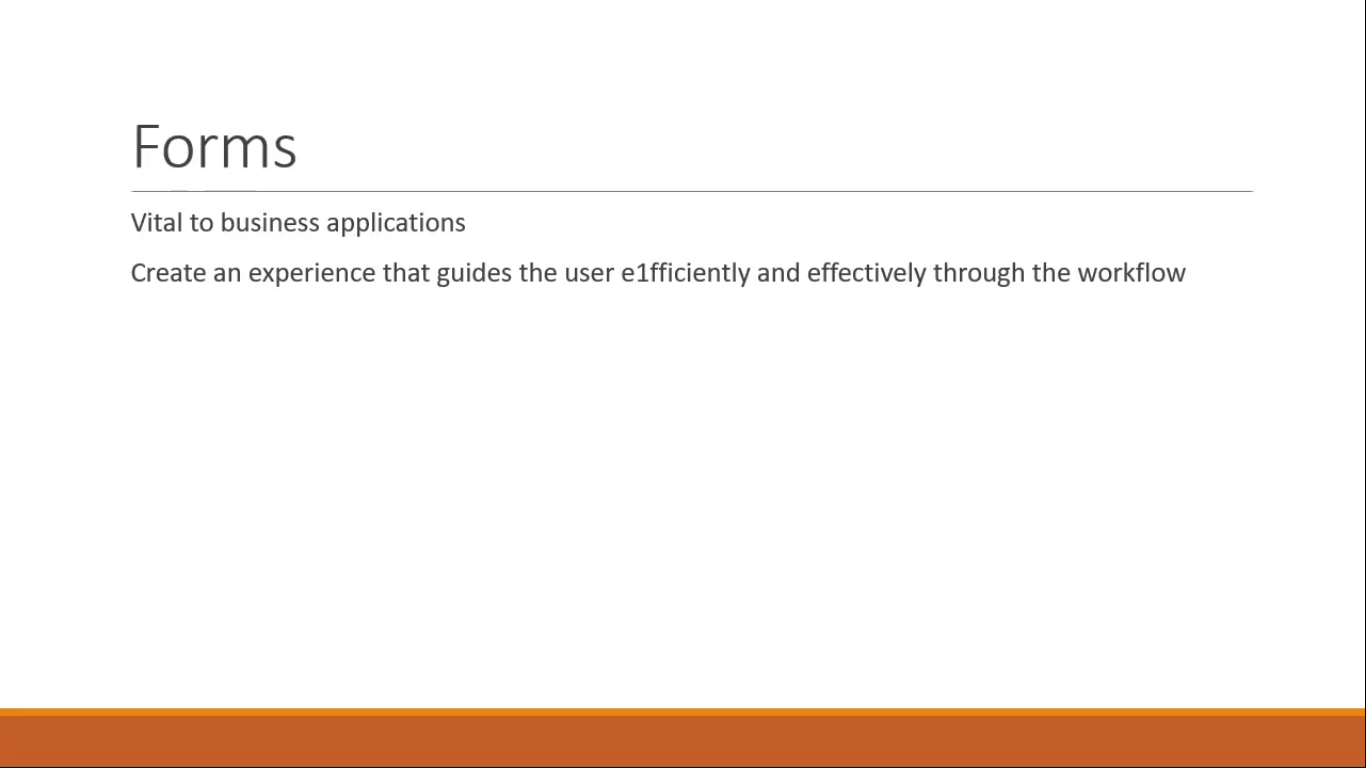 Forms
Vital to business applications
Create an experience that guides the user e1fficiently and effectively through the workflow